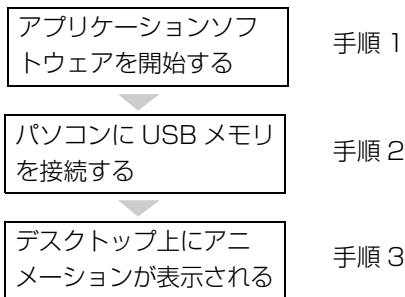 アプリケーションソフ
トウェアを開始する
手順 1
パソコンに USB メモリ
を接続する
手順 2
デスクトップ上にアニ
メーションが表示される
手順 3